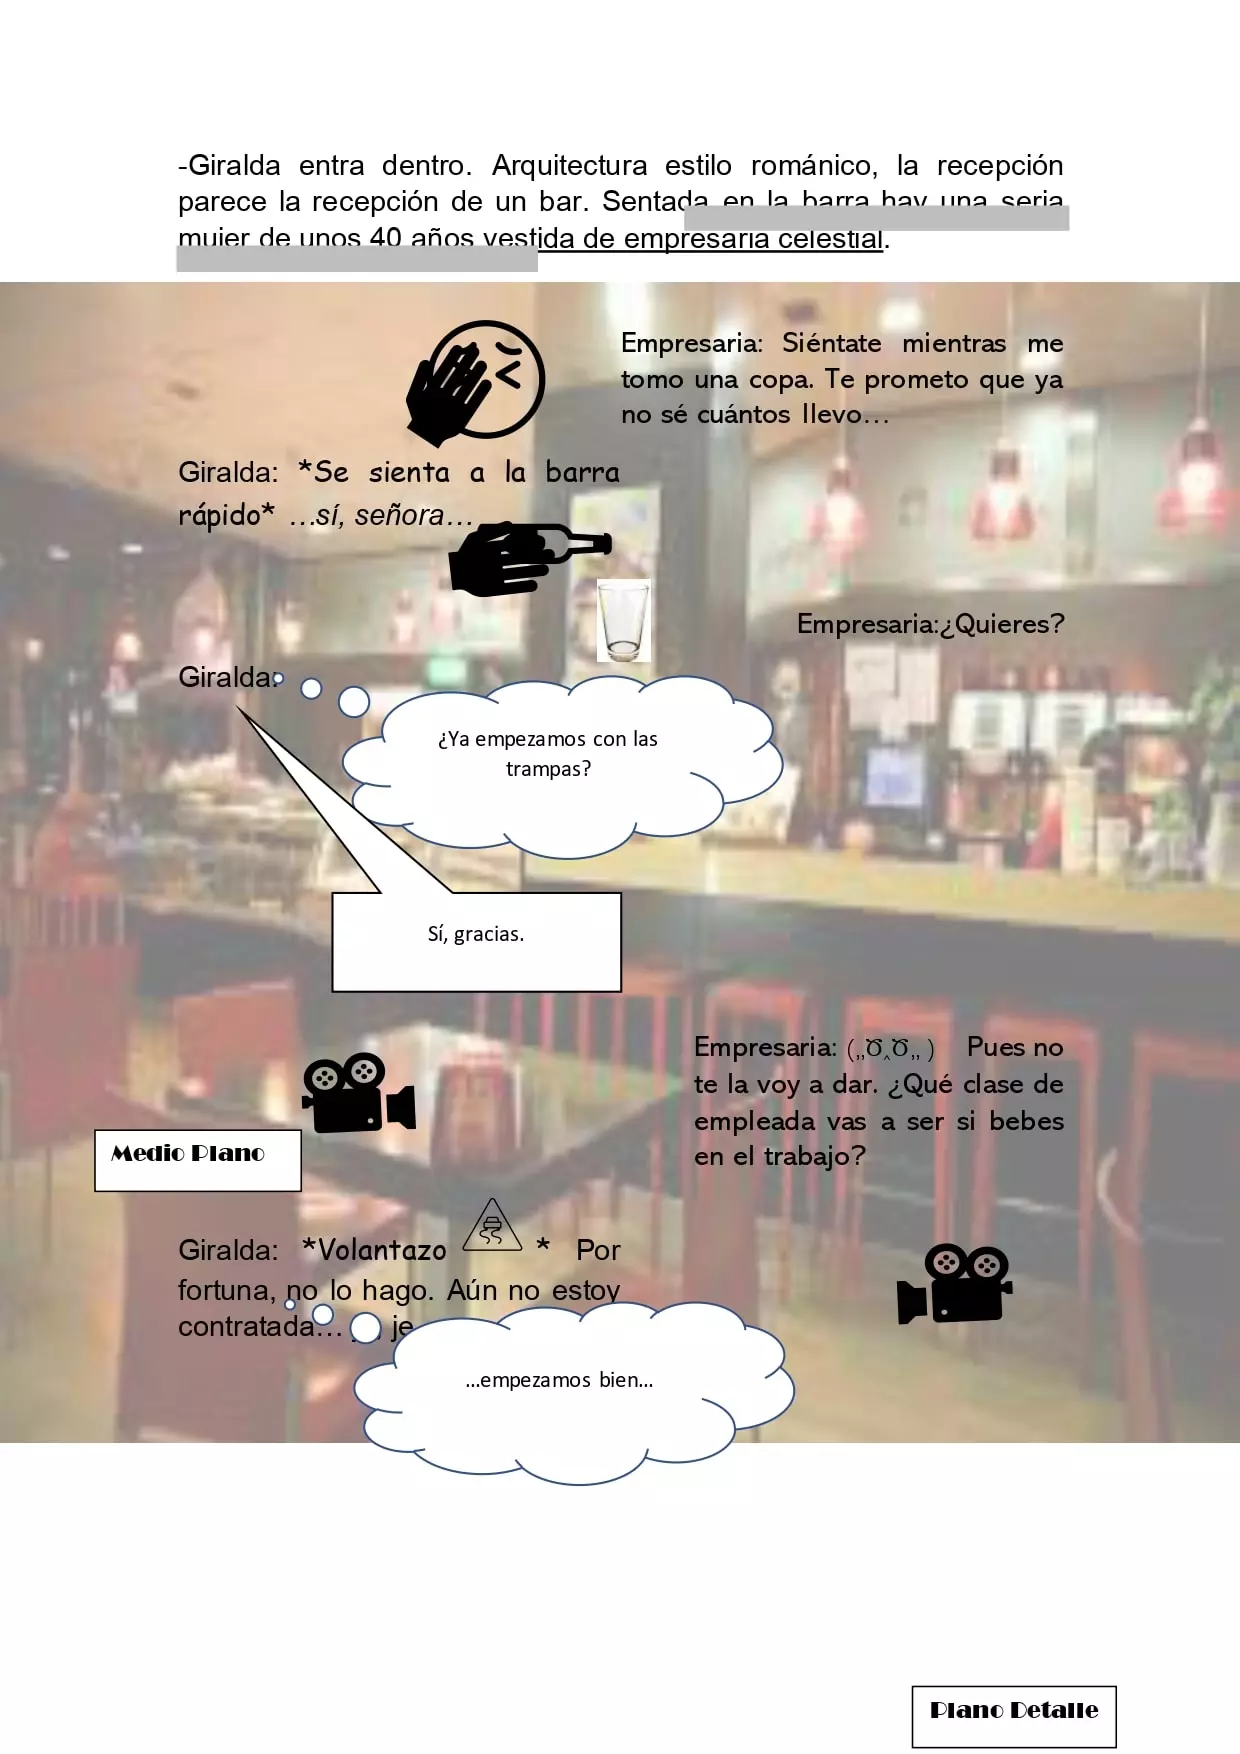 -Giralda entra dentro. Arquitectura estilo románico, la recepción
parece la recepción de un bar. Sentada en la barra hay una seria
mujer de unos 40 años vestida de empresaria celestial.
Empresaria: Siéntate mientras me
tomo una copa. Te prometo que ya
no sé cuántos llevo…
Giralda: *Se sienta a la barra
rápido* …sí, señora…
Empresaria:¿Quieres?
Giralda:
¿Ya empezamos con las
trampas?
Sí, gracias.
Empresaria: („Ծ‸Ծ„ ) Pues no
te la voy a dar. ¿Qué clase de
empleada vas a ser si bebes
en el trabajo?
Medio Plano
Giralda: *Volantazo * Por
fortuna, no lo hago. Aún no estoy
contratada… je
…empezamos bien…
Plano Detalle